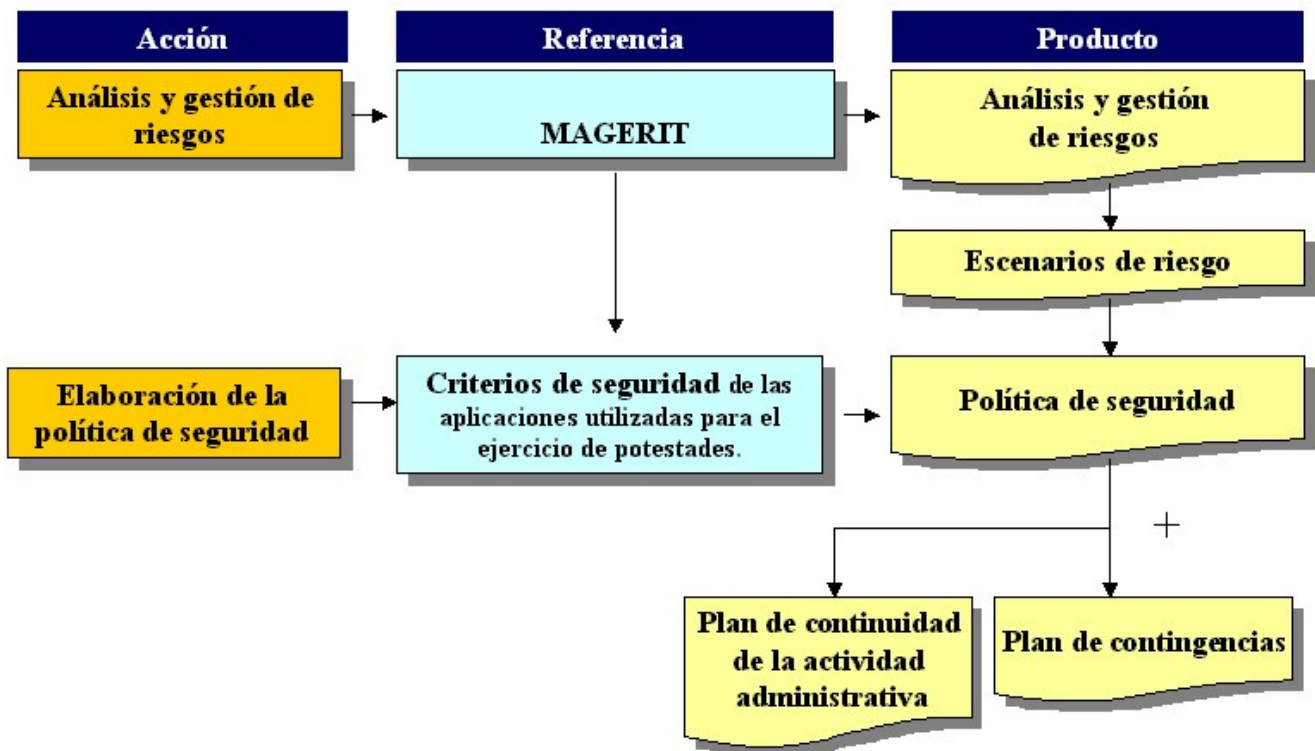 Acción
Referencia
Producto
Análisis y gestión de
riesgos
MAGERIT
Análisis y gestión
de riesgos
Escenarios de riesgo
Elaboración de la
política de seguridad
Criterios de seguridad de las
aplicaciones utilizadas para el
ejercicio de potestades.
Política de seguridad
+
Plan de continuidad
de la actividad
administrativa
Plan de contingencias